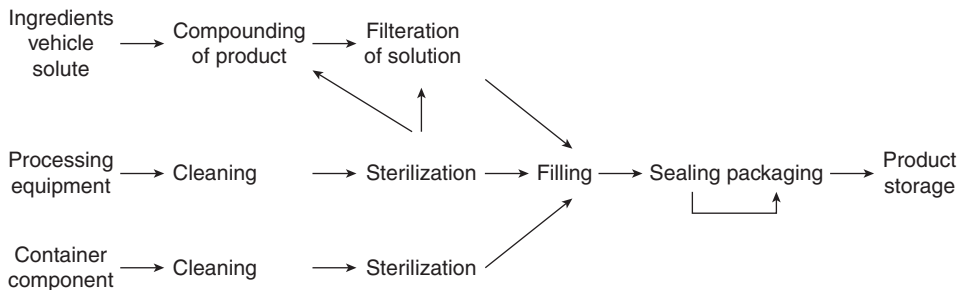 Ingredients
vehicle
solute
Compounding
of product
Filteration
of solution
Processing
equipment
Cleaning
Sterilization
Filling
Sealing packaging
Product
storage
Container
component
Cleaning
Sterilization